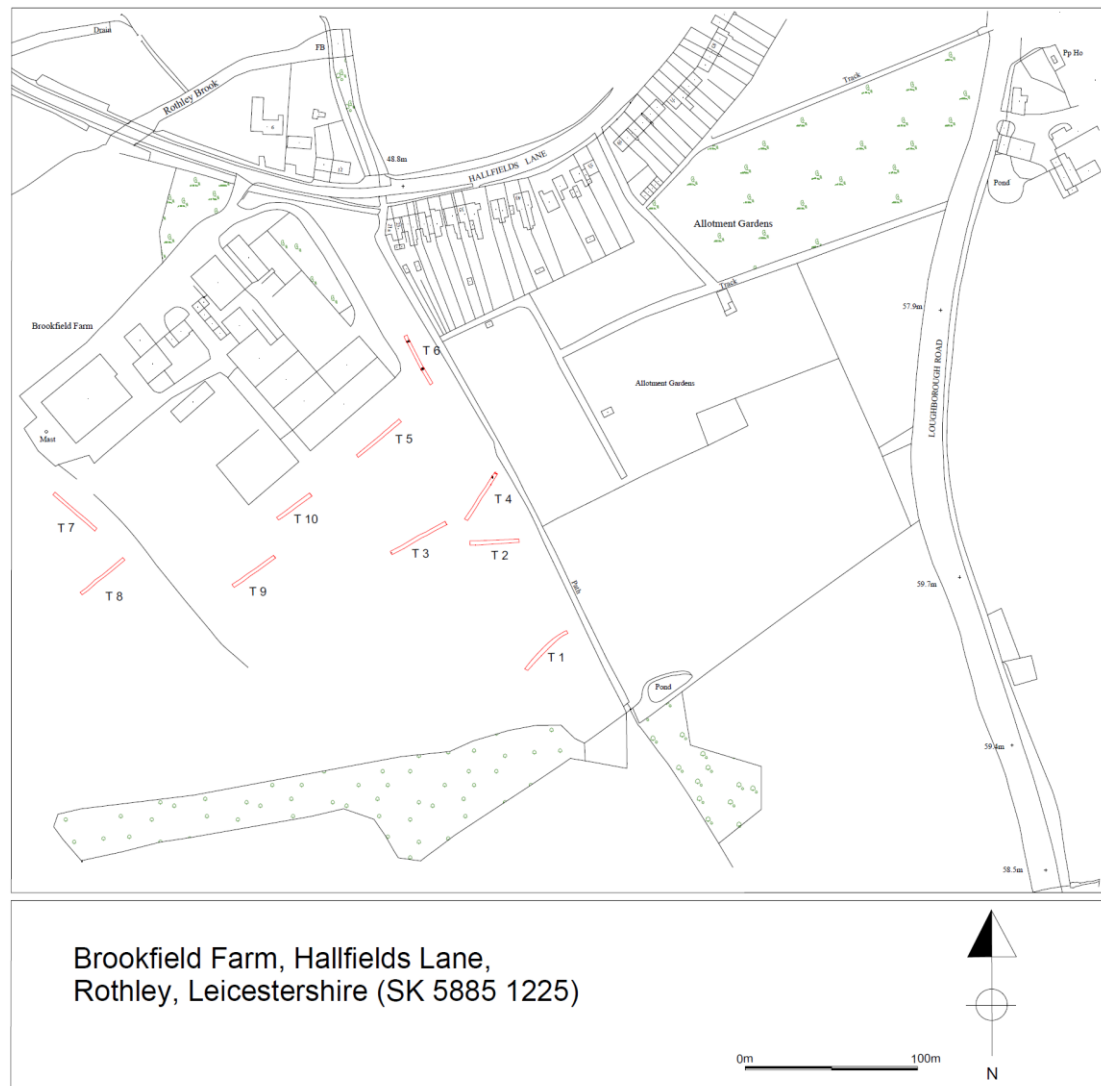 Drain
FB
Rothley Brook
Track
Pp Ho
48.8m
HALLFIELDS LANE
Pond
Allotment Gardens
Track
57.9m
Brookfield Farm
T 6
LOUGHBOROUGH ROAD
Allotment Gardens
Mast
T 5
T 4
T 7
T 10
T 3
T 2
Path
59.7m
T 8
T 9
T 1
Pond
59.4m
58.5m
Brookfield Farm, Hallfields Lane,
Rothley, Leicestershire (SK 5885 1225)
0m
100m
N